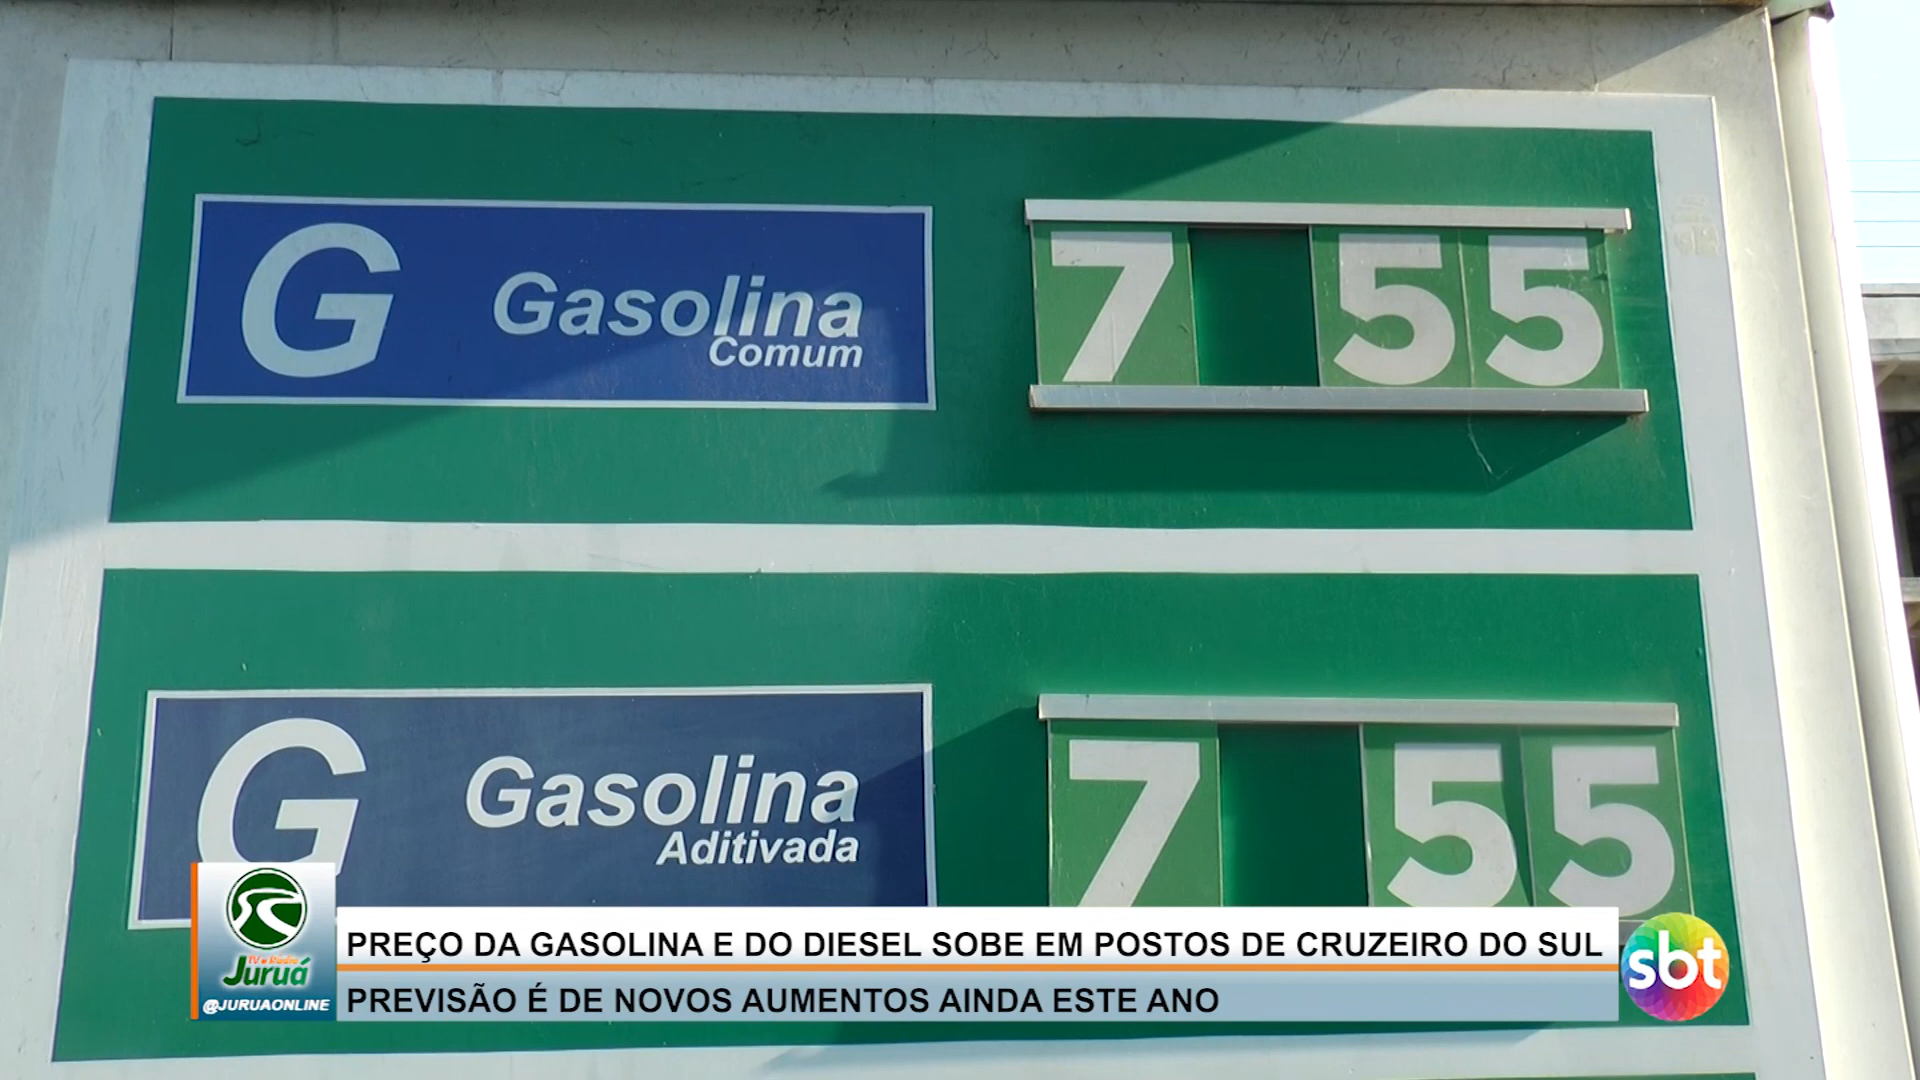 G Gasolina 7 55
Comum
G Gasolina 7 55
Aditivada
TV e Rádio
Juruá
@JURUAONLINE
PREÇO DA GASOLINA E DO DIESEL SOBE EM POSTOS DE CRUZEIRO DO SUL
PREVISÃO É DE NOVOS AUMENTOS AINDA ESTE ANO
sbt